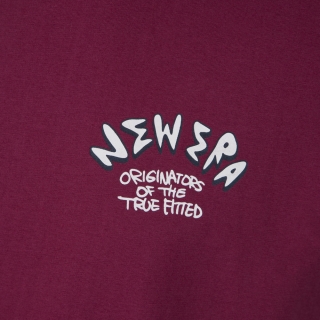 NEW ERA
ORIGINATORS
OF THE
TRUE FITTED